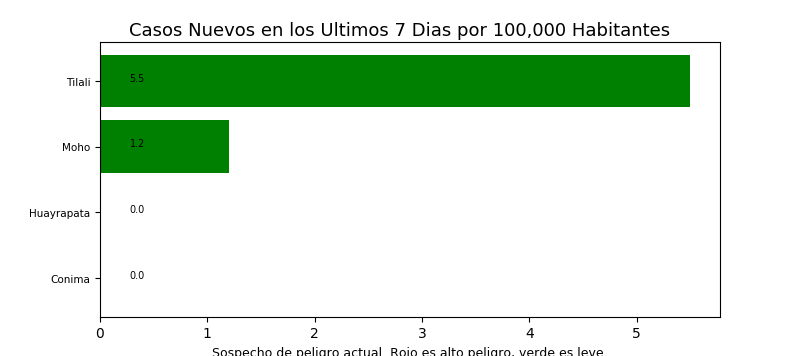 Casos Nuevos en los Ultimos 7 Dias por 100,000 Habitantes
Tilali 5.5
Moho 1.2
Huayrapata 0.0
Conima 0.0
0 1 2 3 4 5
Sospecho de peligro actual. Rojo es alto peligro, verde es leve